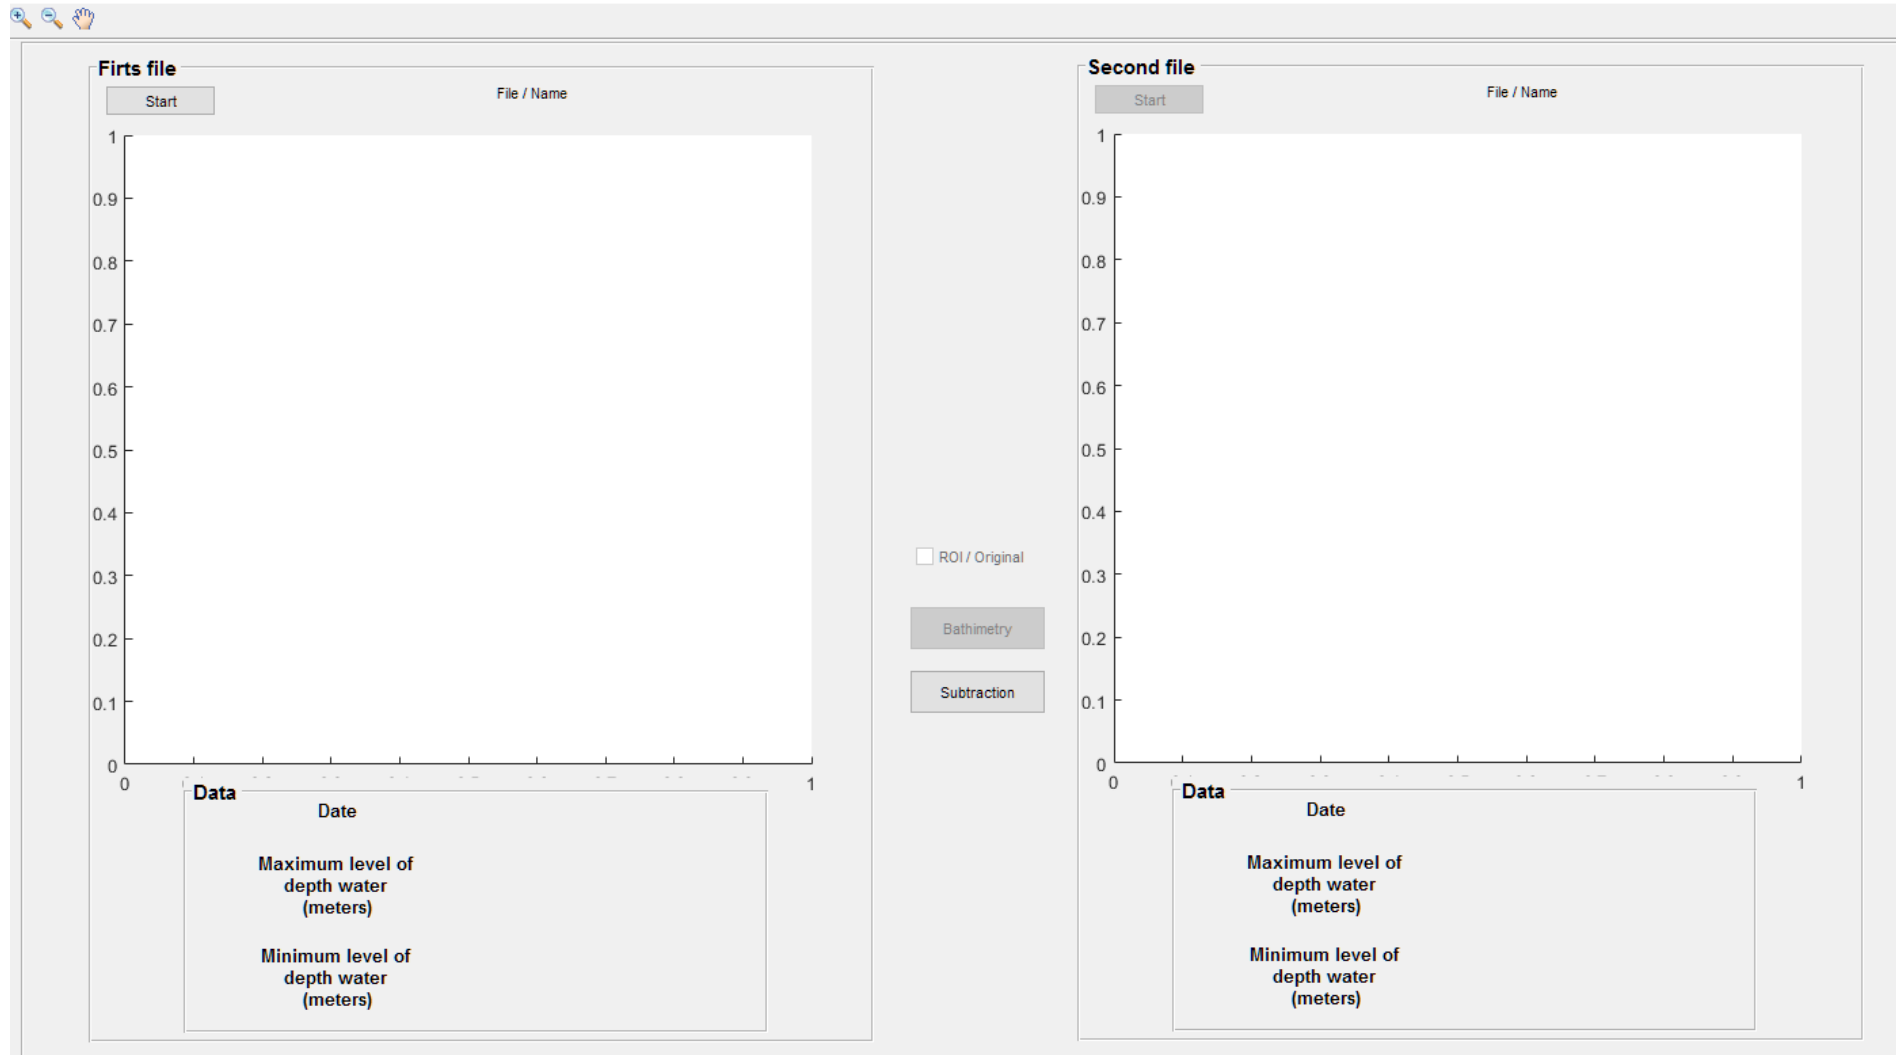 Firts file
Start
File / Name
1
0.9
0.8
0.7
0.6
0.5
0.4
0.3
0.2
0.1
0
0
1
Data
Date
Maximum level of
depth water
(meters)
Minimum level of
depth water
(meters)
ROI / Original
Bathimetry
Subtraction
Second file
Start
File / Name
1
0.9
0.8
0.7
0.6
0.5
0.4
0.3
0.2
0.1
0
0
1
Data
Date
Maximum level of
depth water
(meters)
Minimum level of
depth water
(meters)